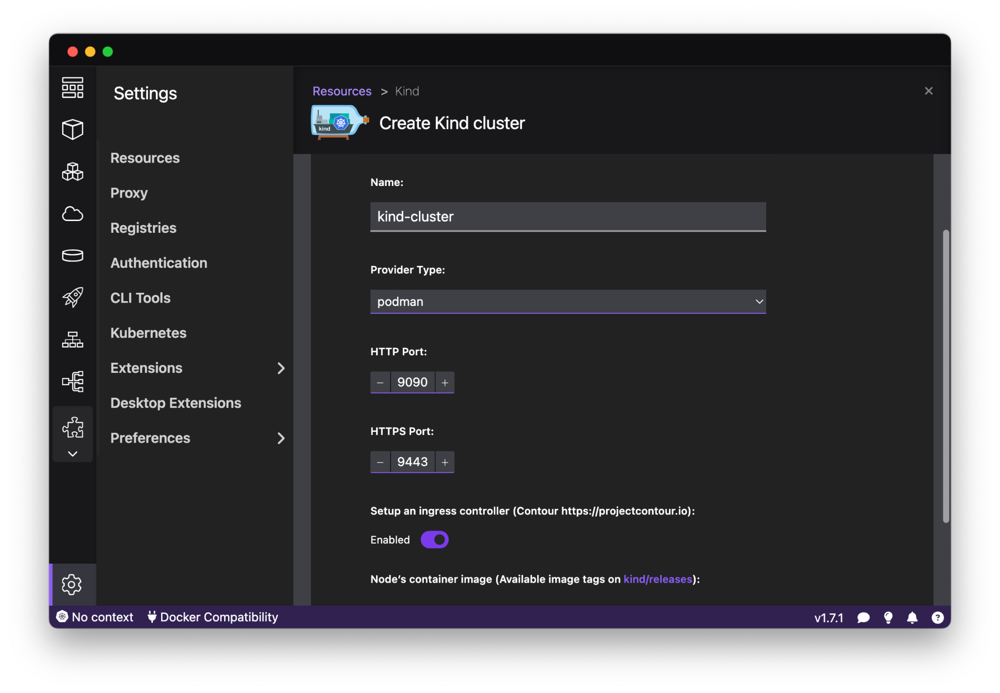 Settings
Resources
Proxy
Registries
Authentication
CLI Tools
Kubernetes
Extensions
Desktop Extensions
Preferences
Resources > Kind
kind
Create Kind cluster
Name:
kind-cluster
Provider Type:
podman
HTTP Port:
− 9090 +
HTTPS Port:
− 9443 +
Setup an ingress controller (Contour https://projectcontour.io):
Enabled
Node’s container image (Available image tags on kind/releases):
No context Docker Compatibility v1.7.1